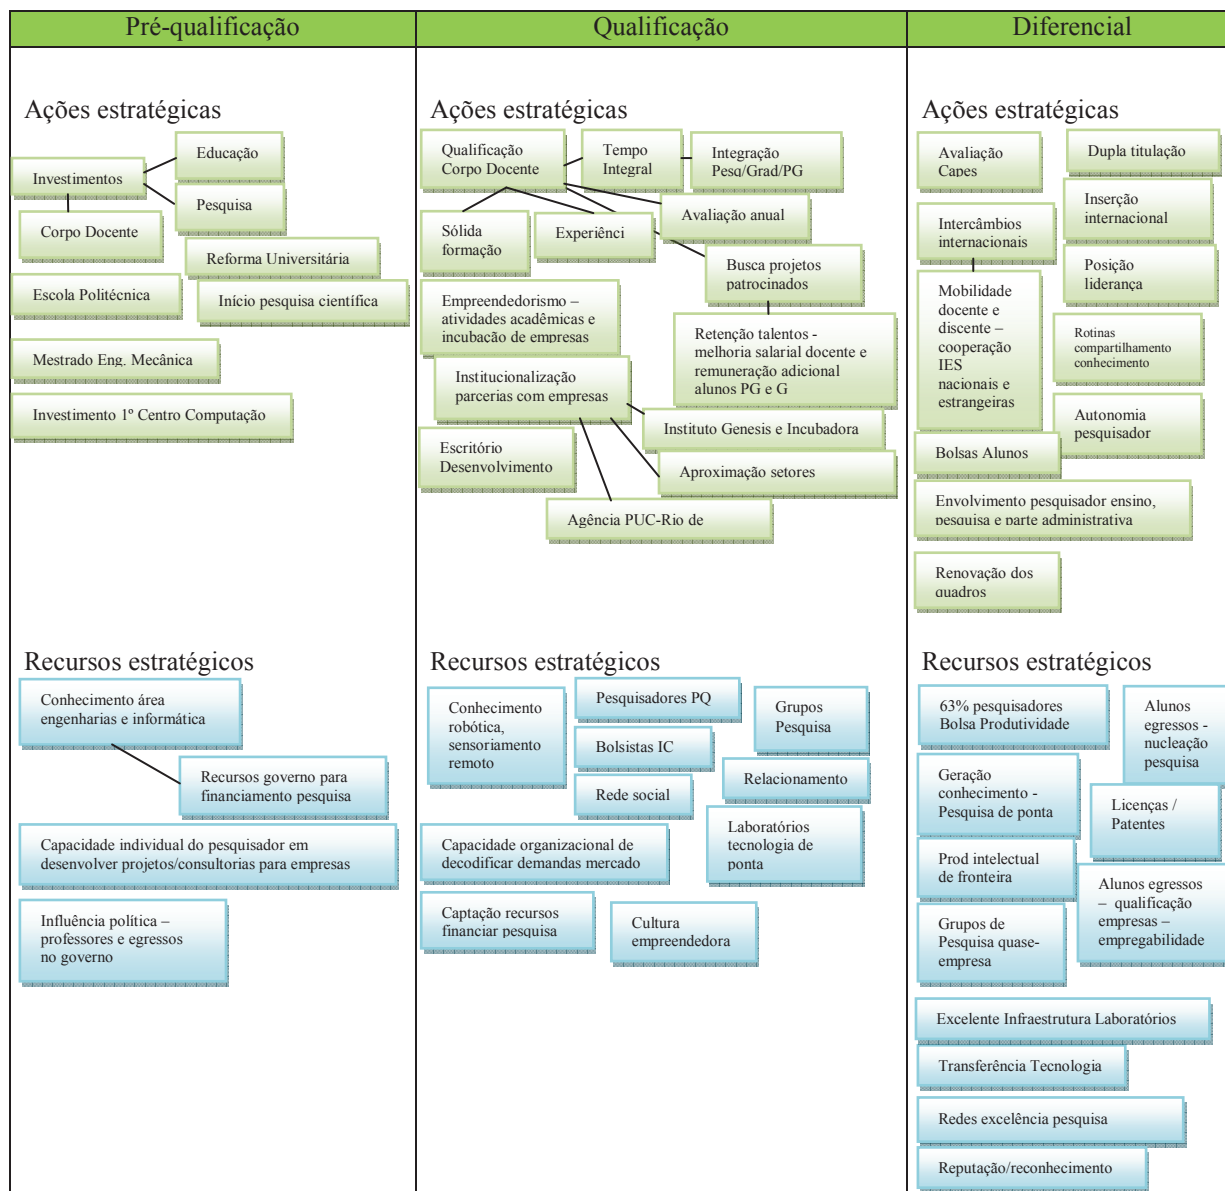 Pré-qualificação
Qualificação
Diferencial
Ações estratégicas
Investimentos
Educação
Pesquisa
Corpo Docente
Reforma Universitária
Escola Politécnica
Início pesquisa científica
Mestrado Eng. Mecânica
Investimento 1º Centro Computação
Recursos estratégicos
Conhecimento área
engenharias e informática
Recursos governo para
financiamento pesquisa
Capacidade individual do pesquisador em
desenvolver projetos/consultorias para empresas
Influência política –
professores e egressos
no governo
Ações estratégicas
Qualificação
Corpo Docente
Tempo
Integral
Integração
Pesq/Grad/PG
Sólida
formação
Experiênci
Avaliação anual
Busca projetos
patrocinados
Empreendedorismo –
atividades acadêmicas e
incubação de empresas
Retenção talentos -
melhoria salarial docente e
remuneração adicional
alunos PG e G
Institucionalização
parcerias com empresas
Instituto Genesis e Incubadora
Escritório
Desenvolvimento
Aproximação setores
Agência PUC-Rio de
Recursos estratégicos
Conhecimento
robótica,
sensoriamento
remoto
Pesquisadores PQ
Grupos
Pesquisa
Bolsistas IC
Relacionamento
Rede social
Capacidade organizacional de
decodificar demandas mercado
Laboratórios
tecnologia de
ponta
Captação recursos
financiar pesquisa
Cultura
empreendedora
Ações estratégicas
Avaliação
Capes
Dupla titulação
Inserção
internacional
Intercâmbios
internacionais
Posição
liderança
Mobilidade
docente e
discente –
cooperação
IES
nacionais e
estrangeiras
Rotinas
compartilhamento
conhecimento
Autonomia
pesquisador
Bolsas Alunos
Envolvimento pesquisador ensino,
pesquisa e parte administrativa
Renovação dos
quadros
Recursos estratégicos
63% pesquisadores
Bolsa Produtividade
Alunos
egressos -
nucleação
pesquisa
Geração
conhecimento -
Pesquisa de ponta
Licenças /
Patentes
Prod intelectual
de fronteira
Alunos egressos
– qualificação
empresas –
empregabilidade
Grupos de
Pesquisa quase-
empresa
Excelente Infraestrutura Laboratórios
Transferência Tecnologia
Redes excelência pesquisa
Reputação/reconhecimento